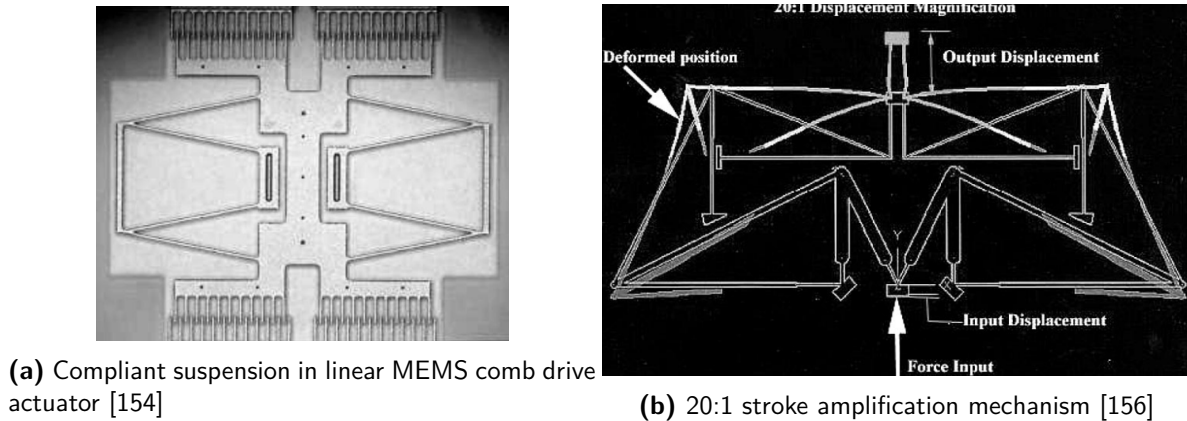 20:1 Displacement Magnification
Deformed position
Output Displacement
Y
Input Displacement
Force Input
(a) Compliant suspension in linear MEMS comb drive
actuator [154]
(b) 20:1 stroke amplification mechanism [156]